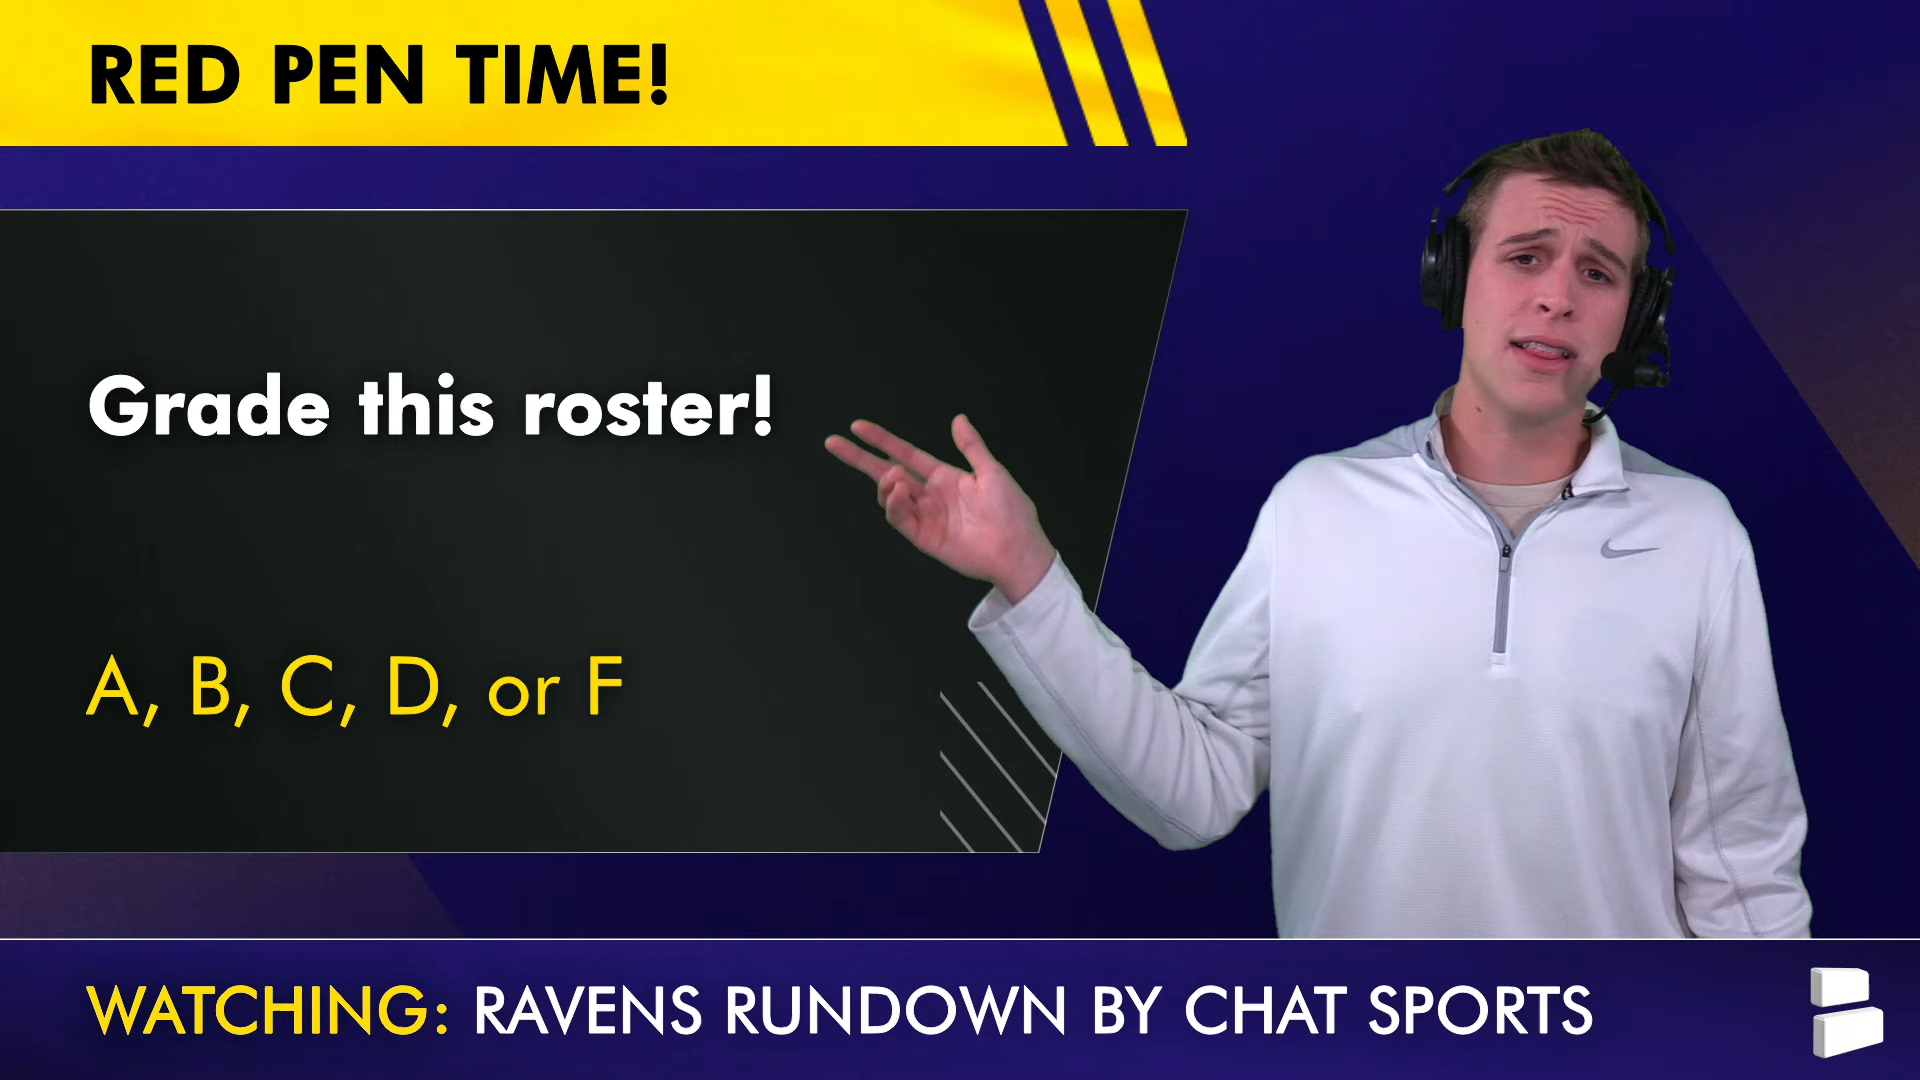 RED PEN TIME!
Grade this roster!
A, B, C, D, or F
WATCHING: RAVENS RUNDOWN BY CHAT SPORTS